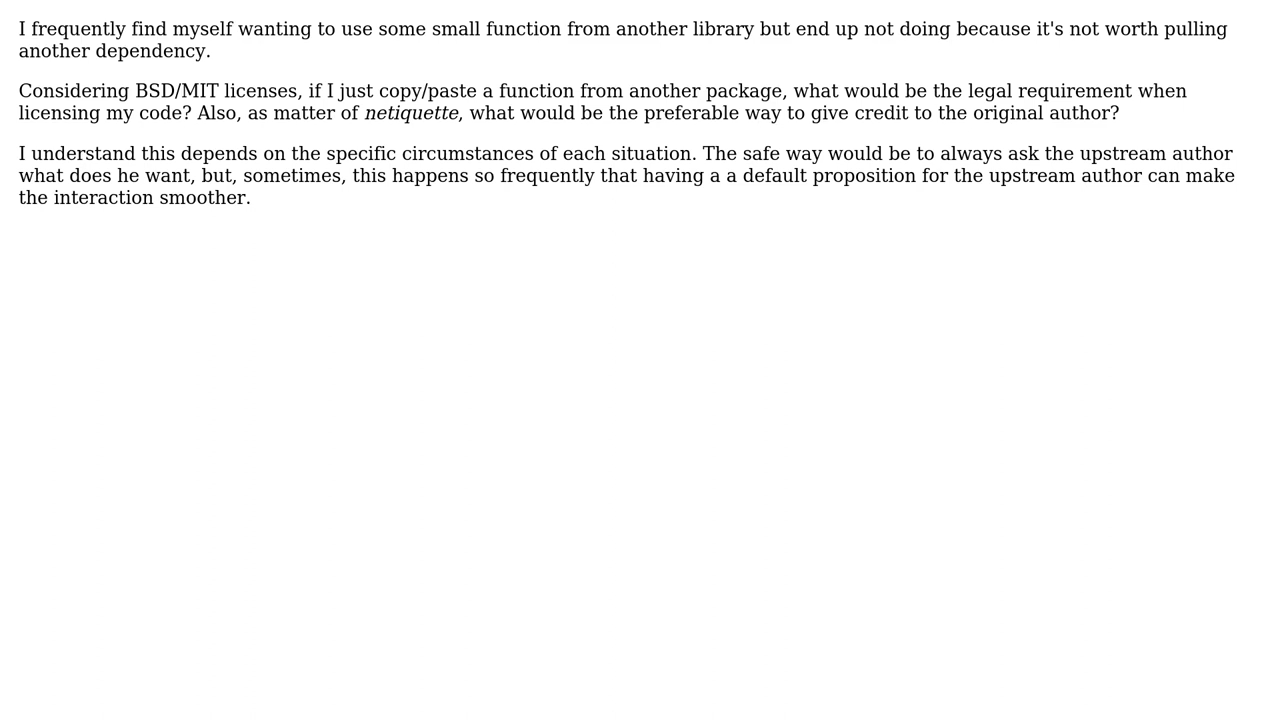 I frequently find myself wanting to use some small function from another library but end up not doing because it's not worth pulling
another dependency.
Considering BSD/MIT licenses, if I just copy/paste a function from another package, what would be the legal requirement when
licensing my code? Also, as matter of netiquette, what would be the preferable way to give credit to the original author?
I understand this depends on the specific circumstances of each situation. The safe way would be to always ask the upstream author
what does he want, but, sometimes, this happens so frequently that having a a default proposition for the upstream author can make
the interaction smoother.